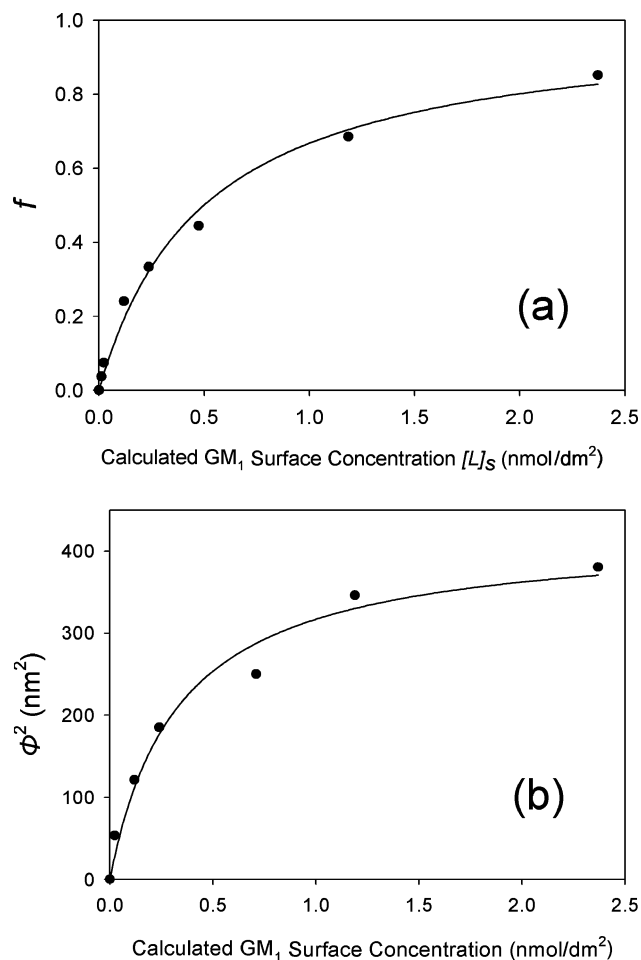 1.0
0.8
0.6
f
0.4
(a)
0.2
0.0
0.0 0.5 1.0 1.5 2.0 2.5
Calculated GM₁ Surface Concentration [L]S (nmol/dm²)
400
300
Φ² (nm²)
200
100
(b)
0
0.0 0.5 1.0 1.5 2.0 2.5
Calculated GM₁ Surface Concentration (nmol/dm²)